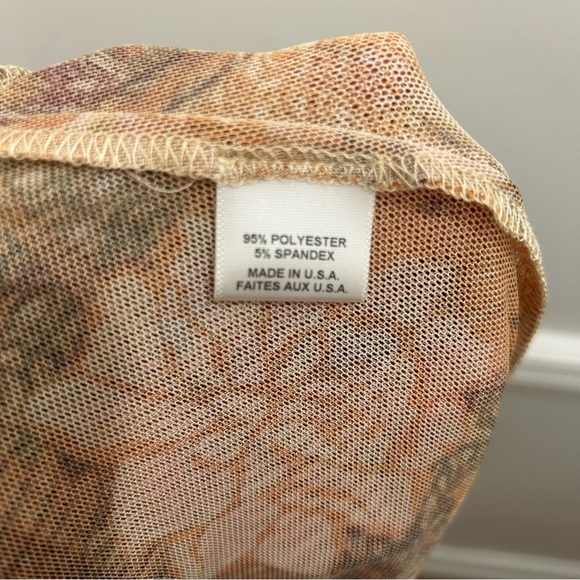 95% POLYESTER
5% SPANDEX
MADE IN U.S.A.
FAITES AUX U.S.A.